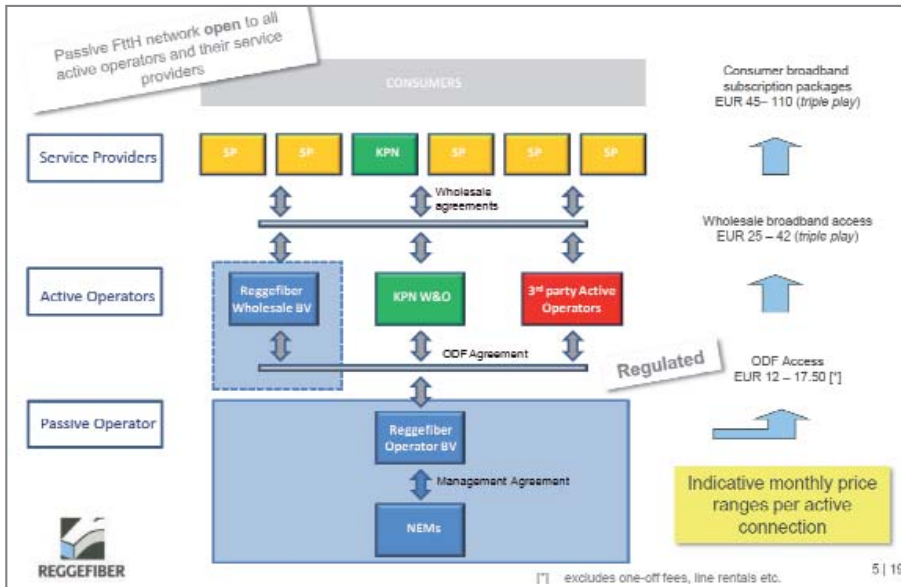 Passive FttH network open to all
active operators and their service
providers
CONSUMERS
Consumer broadband
subscription packages
EUR 45– 110 (triple play)
Service Providers
SP
SP
KPN
SP
SP
SP
Wholesale
agreements
Wholesale broadband access
EUR 25 – 42 (triple play)
Active Operators
Reggefiber
Wholesale BV
KPN W&O
3rd party Active
Operators
ODF Agreement
Regulated
ODF Access
EUR 12 – 17.50 [*]
Passive Operator
Reggefiber
Operator BV
Management Agreement
NEMs
Indicative monthly price
ranges per active
connection
REGGEFIBER
[*] excludes one-off fees, line rentals etc.
5 | 19